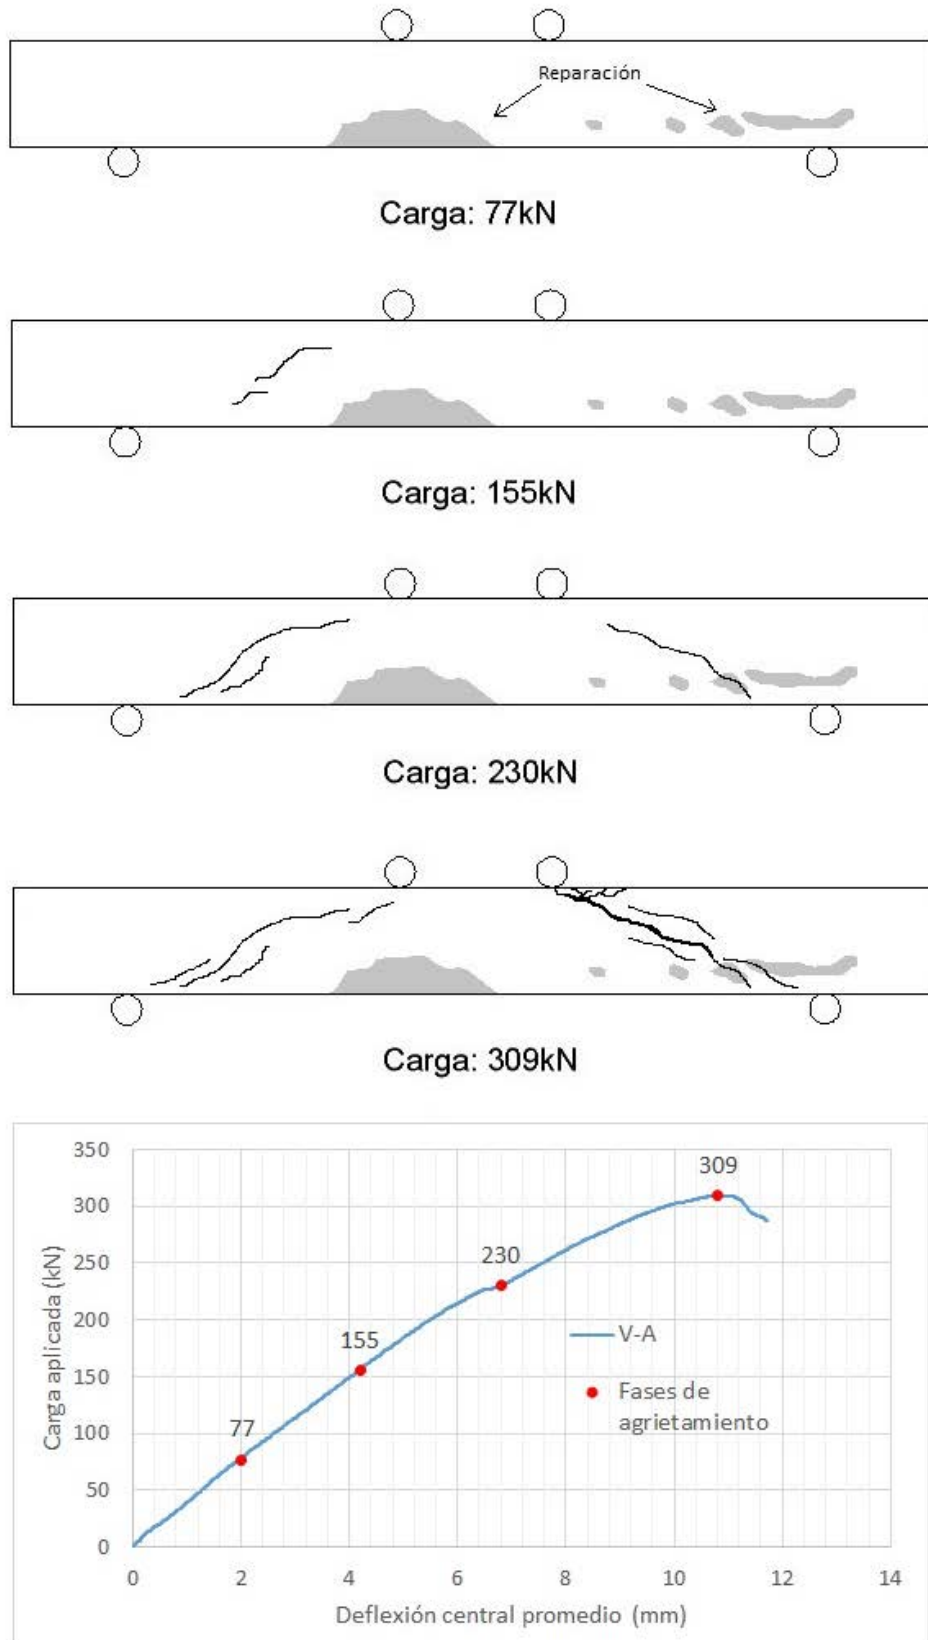 Reparación
Carga: 77kN
Carga: 155kN
Carga: 230kN
Carga: 309kN
350
300
250
200
150
100
50
0
Carga aplicada (kN)
309
230
155
77
V-A
Fases de
agrietamiento
0 2 4 6 8 10 12 14
Deflexión central promedio (mm)